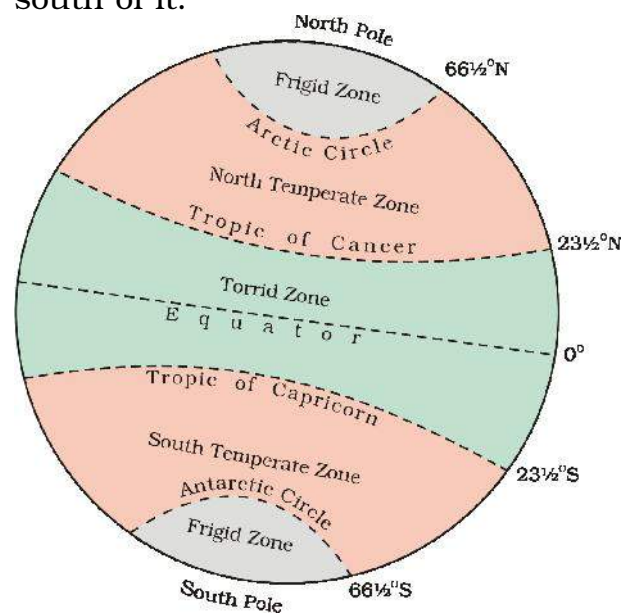 south of it.
North Pole
66½°N
Frigid Zone
Arctic Circle
North Temperate Zone
Tropic of Cancer
23½°N
Torrid Zone
Equator
0°
Tropic of Capricorn
South Temperate Zone
23½°S
Antarctic Circle
Frigid Zone
66½°S
South Pole